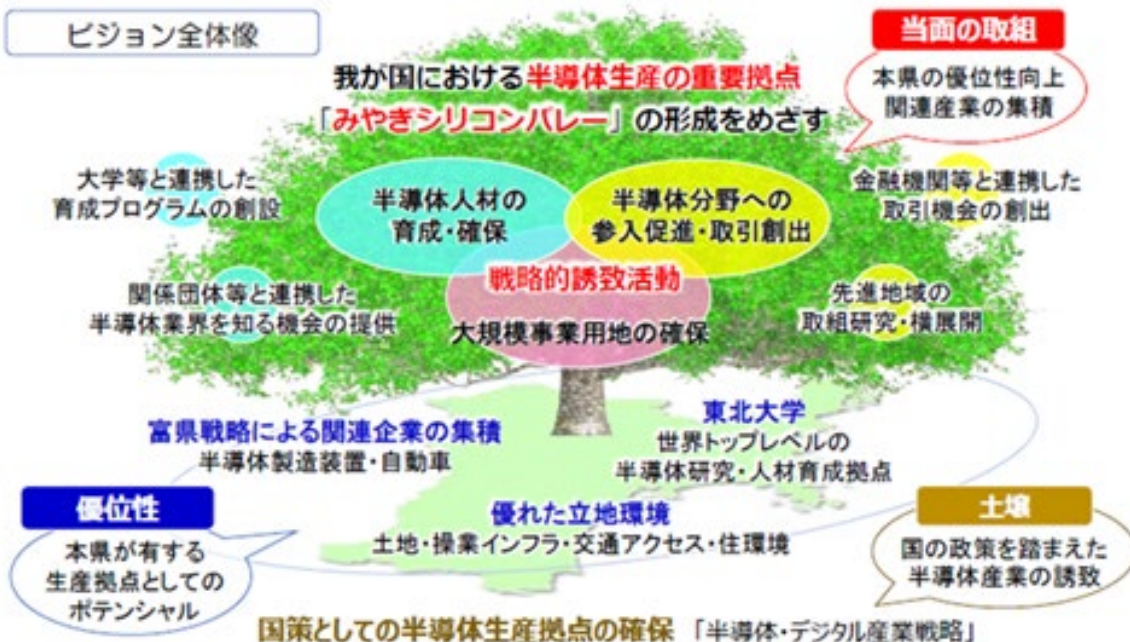 ビジョン全体像
当面の取組
本県の優位性向上
関連産業の集積
我が国における半導体生産の重要拠点
「みやぎシリコンバレー」の形成をめざす
大学等と連携した
育成プログラムの創設
半導体人材の
育成・確保
半導体分野への
参入促進・取引創出
金融機関等と連携した
取引機会の創出
関係団体等と連携した
半導体業界を知る機会の提供
戦略的誘致活動
大規模事業用地の確保
先進地域の
取組研究・横展開
富県戦略による関連企業の集積
半導体製造装置・自動車
東北大学
世界トップレベルの
半導体研究・人材育成拠点
優れた立地環境
土地・操業インフラ・交通アクセス・住環境
優位性
本県が有する
生産拠点としての
ポテンシャル
土壌
国の政策を踏まえた
半導体産業の誘致
国策としての半導体生産拠点の確保 「半導体・デジタル産業戦略」